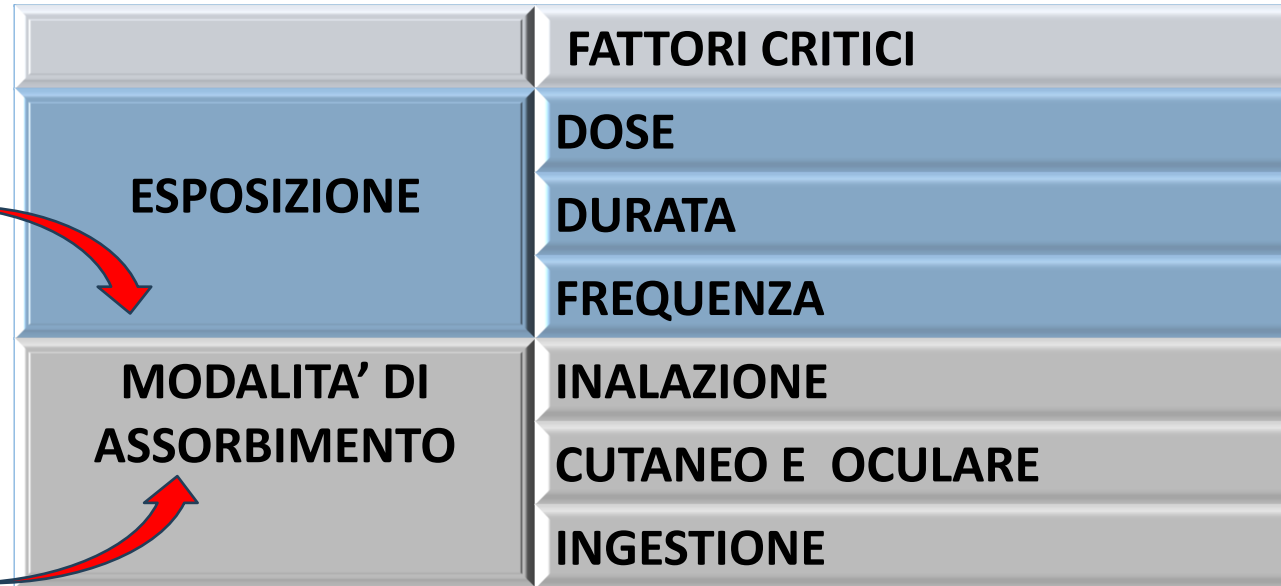 FATTORI CRITICI
ESPOSIZIONE
DOSE
DURATA
FREQUENZA
MODALITA’ DI
ASSORBIMENTO
INALAZIONE
CUTANEO E OCULARE
INGESTIONE